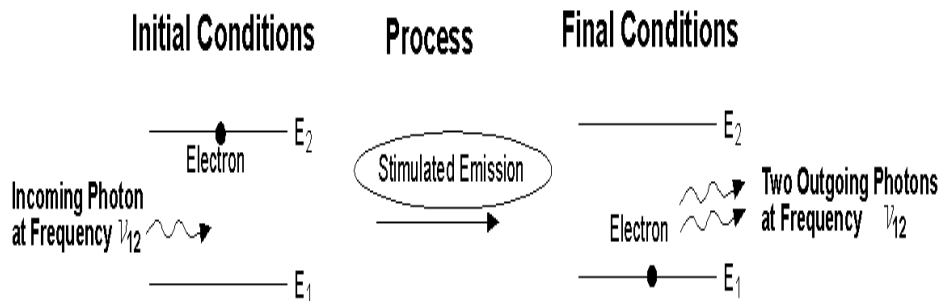 Initial Conditions
Process
Final Conditions
E2
Electron
Incoming Photon
at Frequency ν12
E1
Stimulated Emission
E2
Two Outgoing Photons
at Frequency ν12
Electron
E1